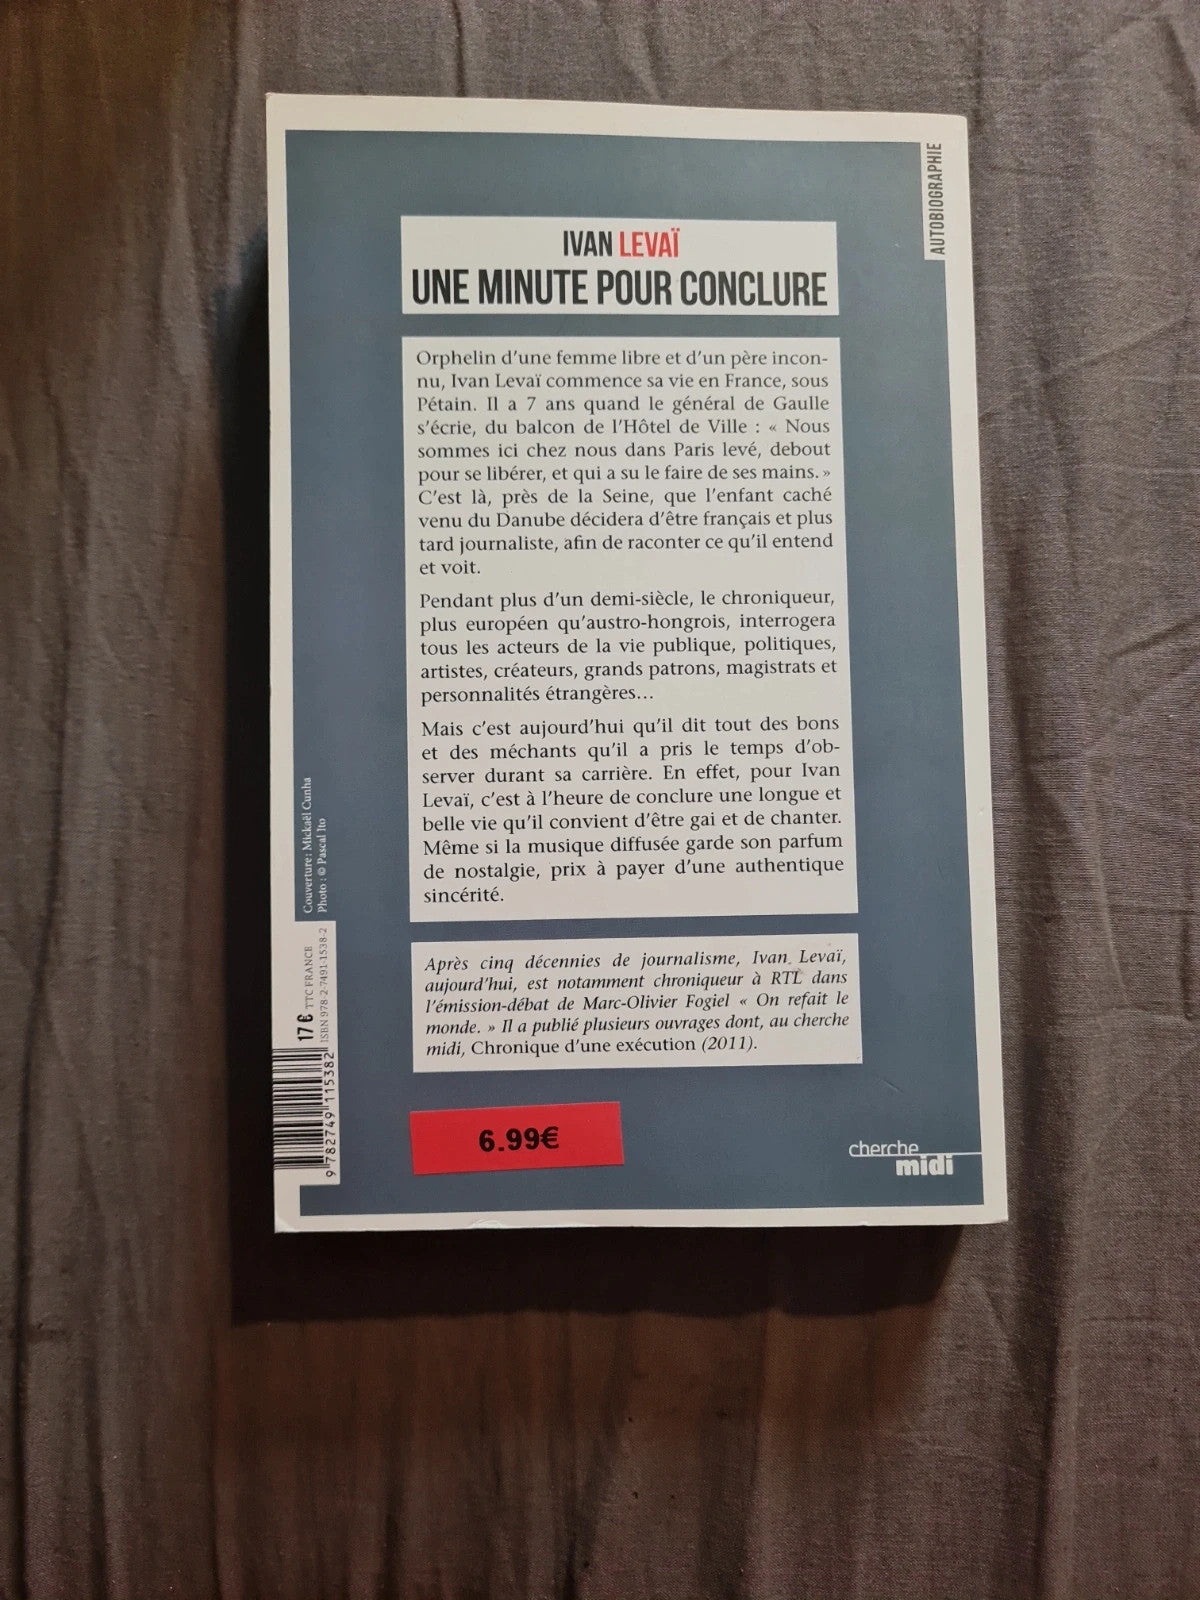 AUTOBIOGRAPHIE
IVAN LEVAÏ
UNE MINUTE POUR CONCLURE
Orphelin d'une femme libre et d'un père incon-
nu, Ivan Levaï commence sa vie en France, sous
Pétain. Il a 7 ans quand le général de Gaulle
s'écrie, du balcon de l'Hôtel de Ville : « Nous
sommes ici chez nous dans Paris levé, debout
pour se libérer, et qui a su le faire de ses mains. »
C'est là, près de la Seine, que l'enfant caché
venu du Danube décidera d'être français et plus
tard journaliste, afin de raconter ce qu'il entend
et voit.
Pendant plus d'un demi-siècle, le chroniqueur,
plus européen qu'austro-hongrois, interrogera
tous les acteurs de la vie publique, politiques,
artistes, créateurs, grands patrons, magistrats et
personnalités étrangères...
Mais c'est aujourd'hui qu'il dit tout des bons
et des méchants qu'il a pris le temps d'ob-
server durant sa carrière. En effet, pour Ivan
Levaï, c'est à l'heure de conclure une longue et
belle vie qu'il convient d'être gai et de chanter.
Même si la musique diffusée garde son parfum
de nostalgie, prix à payer d'une authentique
sincérité.
Après cinq décennies de journalisme, Ivan Levaï,
aujourd'hui, est notamment chroniqueur à RTL dans
l'émission-débat de Marc-Olivier Fogiel « On refait le
monde. » Il a publié plusieurs ouvrages dont, au cherche
midi, Chronique d'une exécution (2011).
6.99€
cherche
midi
Couverture : Mickaël Cunha
Photo : © Pascal Ito
17 € TTC FRANCE
ISBN 978-2-7491-1538-2
9 782749 115382